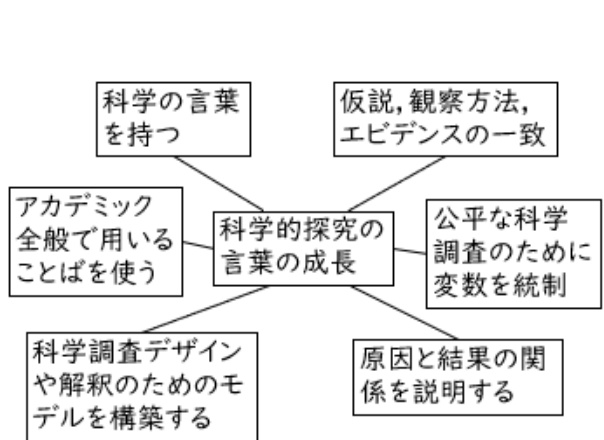 科学の言葉
を持つ
仮説,観察方法,
エビデンスの一致
アカデミック
全般で用いる
ことばを使う
科学的探究の
言葉の成長
公平な科学
調査のために
変数を統制
科学調査デザイン
や解釈のためのモ
デルを構築する
原因と結果の関
係を説明する